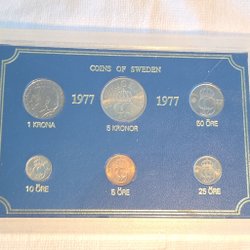 COINS OF SWEDEN
1977 1977
1 KRONA 5 KRONOR 50 ÖRE
10 ÖRE 5 ÖRE 25 ÖRE